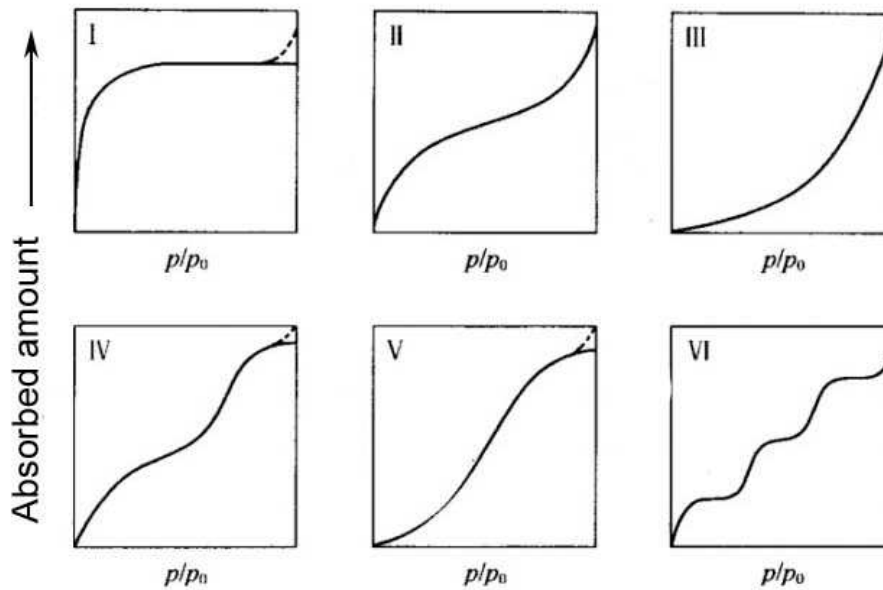 Absorbed amount
I
II
III
p/p₀
p/p₀
p/p₀
IV
V
VI
p/p₀
p/p₀
p/p₀